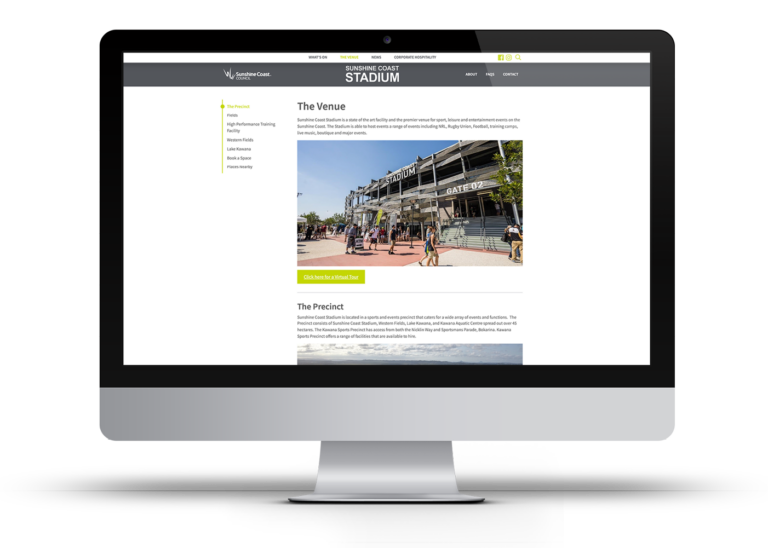 WHAT'S ON THE VENUE NEWS CORPORATE HOSPITALITY
Sunshine Coast
COUNCIL
SUNSHINE COAST
STADIUM
ABOUT FAQS CONTACT
The Precinct
Fields
High Performance Training
Facility
Western Fields
Lake Kawana
Book a Space
Places nearby
The Venue
Sunshine Coast Stadium is a state of the art facility and the premier venue for sport, leisure and entertainment events on the
Sunshine Coast. The Stadium is able to host events a range of events including NRL, Rugby Union, Football, training camps,
live music, boutique and major events.
STADIUM
GATE 02
Click here for a Virtual Tour
The Precinct
Sunshine Coast Stadium is located in a sports and events precinct that caters for a wide array of events and functions. The
Precinct consists of Sunshine Coast Stadium, Western Fields, Lake Kawana, and Kawana Aquatic Centre spread out over 40
hectares. The Kawana Sports Precinct has access from both the Nicklin Way and Sportsmans Parade, Bokarina. Kawana
Sports Precinct offers a range of facilities that are available to hire.